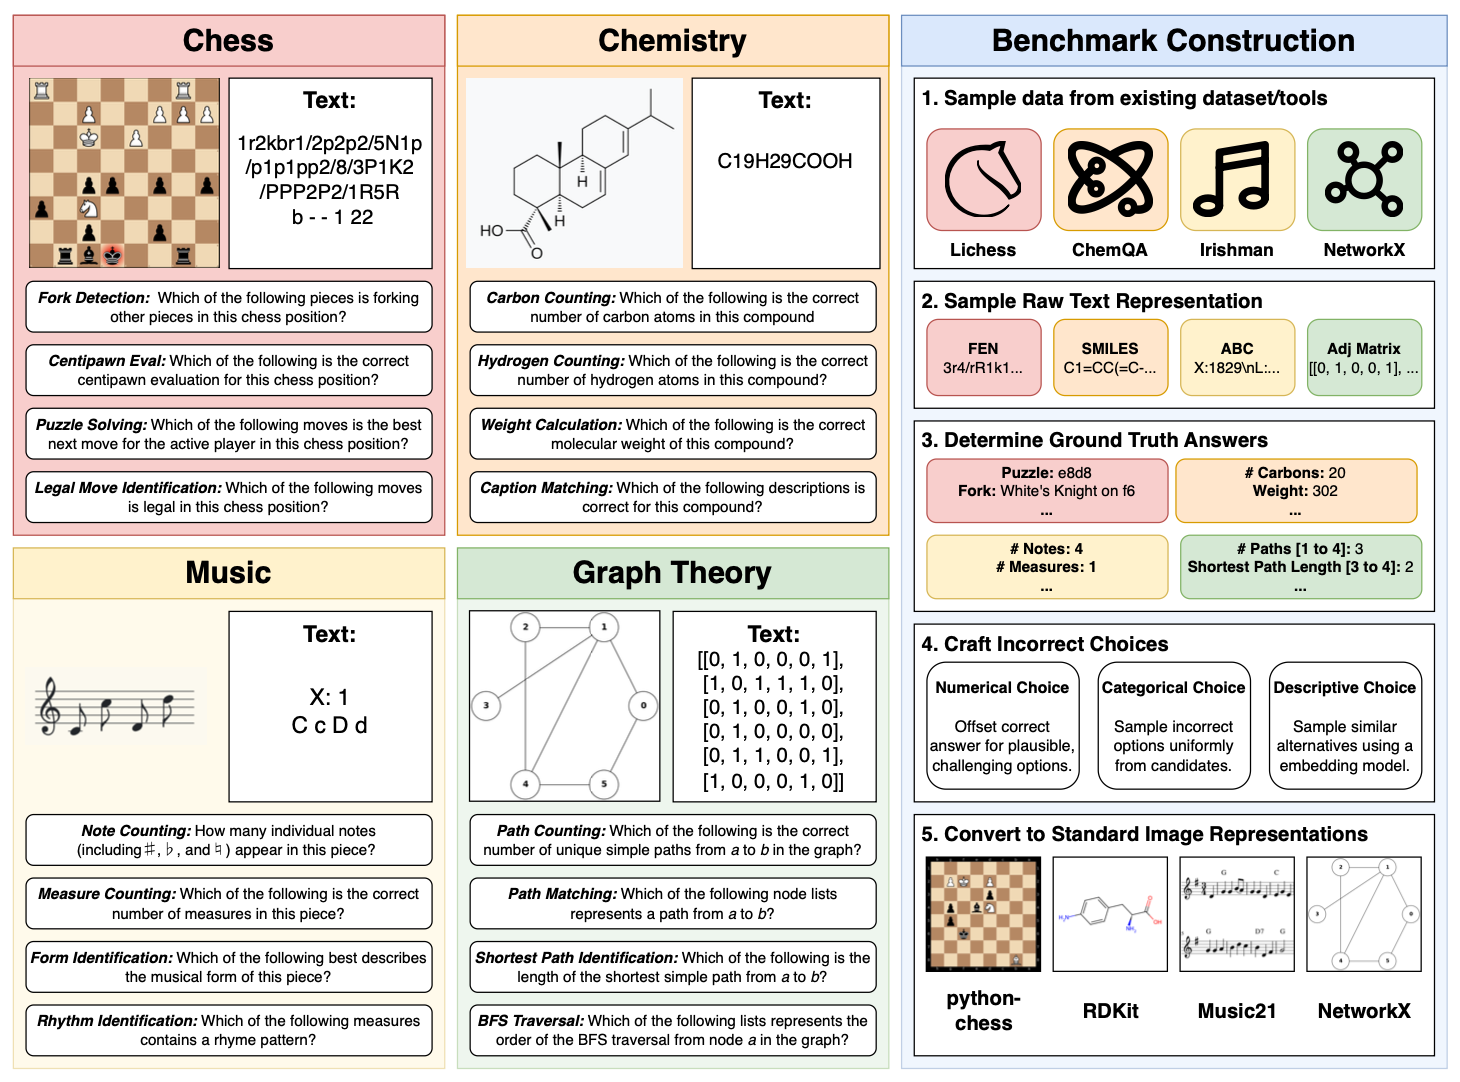 Chess
Text:
1r2kbr1/2p2p2/5N1p
/p1p1pp2/8/3P1K2
/PPP2P2/1R5R
b - - 1 22
Fork Detection: Which of the following pieces is forking
other pieces in this chess position?
Centipawn Eval: Which of the following is the correct
centipawn evaluation for this chess position?
Puzzle Solving: Which of the following moves is the best
next move for the active player in this chess position?
Legal Move Identification: Which of the following moves
is legal in this chess position?
Chemistry
HO
O
H
H
Text:
C19H29COOH
Carbon Counting: Which of the following is the correct
number of carbon atoms in this compound
Hydrogen Counting: Which of the following is the correct
number of hydrogen atoms in this compound?
Weight Calculation: Which of the following is the correct
molecular weight of this compound?
Caption Matching: Which of the following descriptions is
correct for this compound?
Music
Text:
X: 1
C c D d
Note Counting: How many individual notes
(including ♯, ♭, and ♮) appear in this piece?
Measure Counting: Which of the following is the correct
number of measures in this piece?
Form Identification: Which of the following best describes
the musical form of this piece?
Rhythm Identification: Which of the following measures
contains a rhyme pattern?
Graph Theory
2 1
3 0
4 5
Text:
[[0, 1, 0, 0, 0, 1],
[1, 0, 1, 1, 1, 0],
[0, 1, 0, 0, 1, 0],
[0, 1, 0, 0, 0, 0],
[0, 1, 1, 0, 0, 1],
[1, 0, 0, 0, 1, 0]]
Path Counting: Which of the following is the correct
number of unique simple paths from a to b in the graph?
Path Matching: Which of the following node lists
represents a path from a to b?
Shortest Path Identification: Which of the following is the
length of the shortest simple path from a to b?
BFS Traversal: Which of the following lists represents the
order of the BFS traversal from node a in the graph?
Benchmark Construction
1. Sample data from existing dataset/tools
Lichess
ChemQA
Irishman
NetworkX
2. Sample Raw Text Representation
FEN
3r4/rR1k1...
SMILES
C1=CC(=C-...
ABC
X:1829\nL:...
Adj Matrix
[[0, 1, 0, 0, 1], ...
3. Determine Ground Truth Answers
Puzzle: e8d8
Fork: White's Knight on f6
...
# Carbons: 20
Weight: 302
...
# Notes: 4
# Measures: 1
...
# Paths [1 to 4]: 3
Shortest Path Length [3 to 4]: 2
...
4. Craft Incorrect Choices
Numerical Choice
Offset correct
answer for plausible,
challenging options.
Categorical Choice
Sample incorrect
options uniformly
from candidates.
Descriptive Choice
Sample similar
alternatives using a
embedding model.
5. Convert to Standard Image Representations
H₂N
NH₂
O
OH
G C
G D7 G
2 1
3 0
4 5
python-
chess
RDKit
Music21
NetworkX